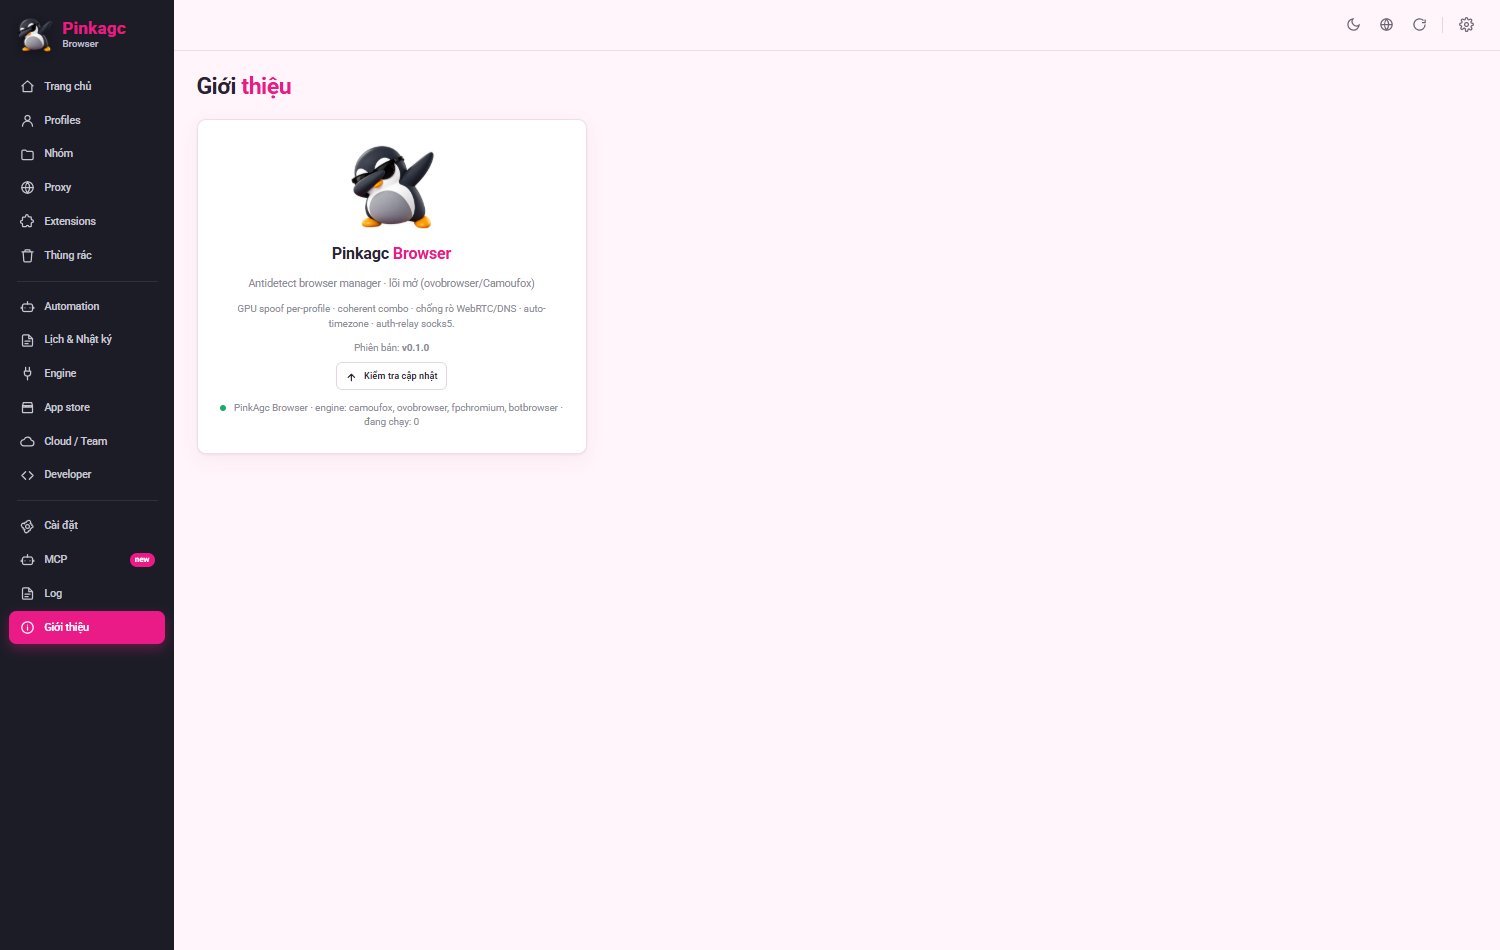 Pinkagc
Browser
Trang chủ
Profiles
Nhóm
Proxy
Extensions
Thùng rác
Automation
Lịch & Nhật ký
Engine
App store
Cloud / Team
Developer
Cài đặt
MCP
new
Log
Giới thiệu
Giới thiệu
Pinkagc Browser
Antidetect browser manager · lõi mở (ovobrowser/Camoufox)
GPU spoof per-profile · coherent combo · chống rò WebRTC/DNS · auto-
timezone · auth-relay socks5.
Phiên bản: v0.1.0
Kiểm tra cập nhật
PinkAgc Browser · engine: camoufox, ovobrowser, fpchromium, botbrowser ·
đang chạy: 0